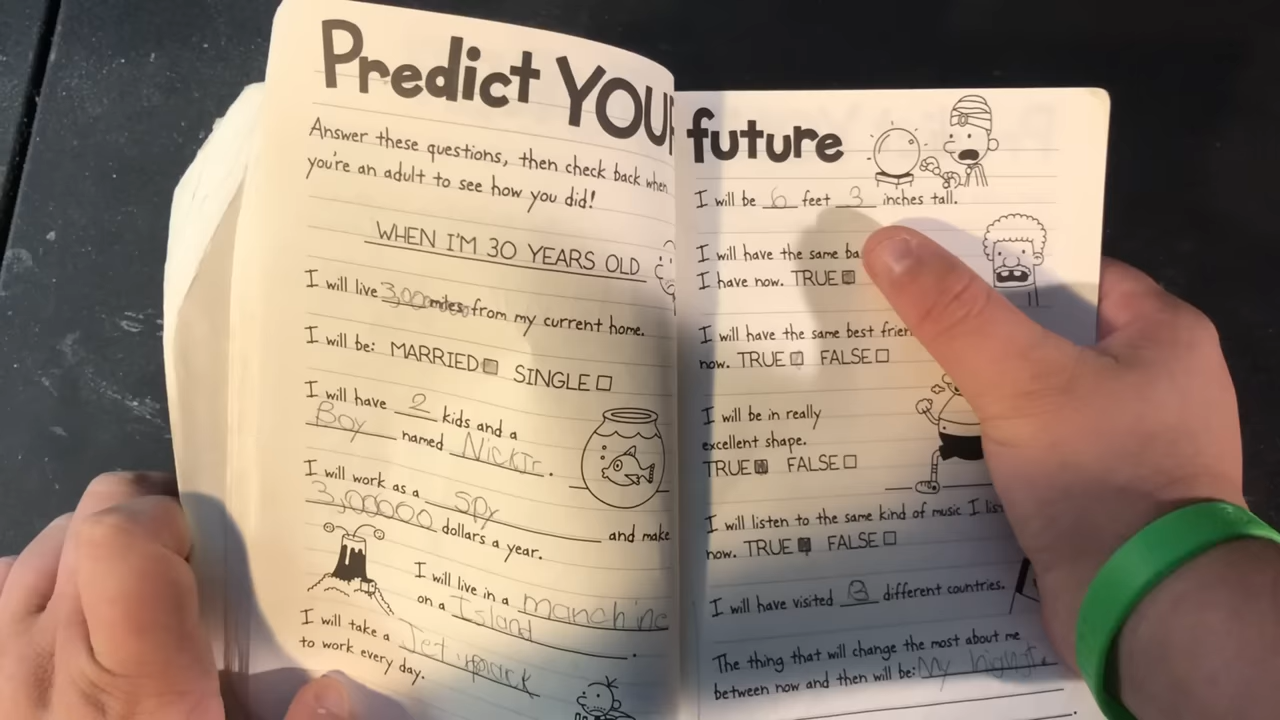 Predict YOUR
Answer these questions, then check back when
you're an adult to see how you did!
WHEN I'M 30 YEARS OLD
I will live miles from my current home.
I will be: MARRIED SINGLE
I will have 2 kids and a
Boy named NickJr.
I will work as a spy and make
3,00000 dollars a year.
I will live in a manchine
on a Island.
I will take a Jet pack
to work every day.
future
I will be 6 feet 3 inches tall.
I will have the same ba
I have now. TRUE
I will have the same best frien
now. TRUE FALSE
I will be in really
excellent shape.
TRUE FALSE
I will listen to the same kind of music I lis
now. TRUE FALSE
I will have visited different countries.
The thing that will change the most about me
between now and then will be: My